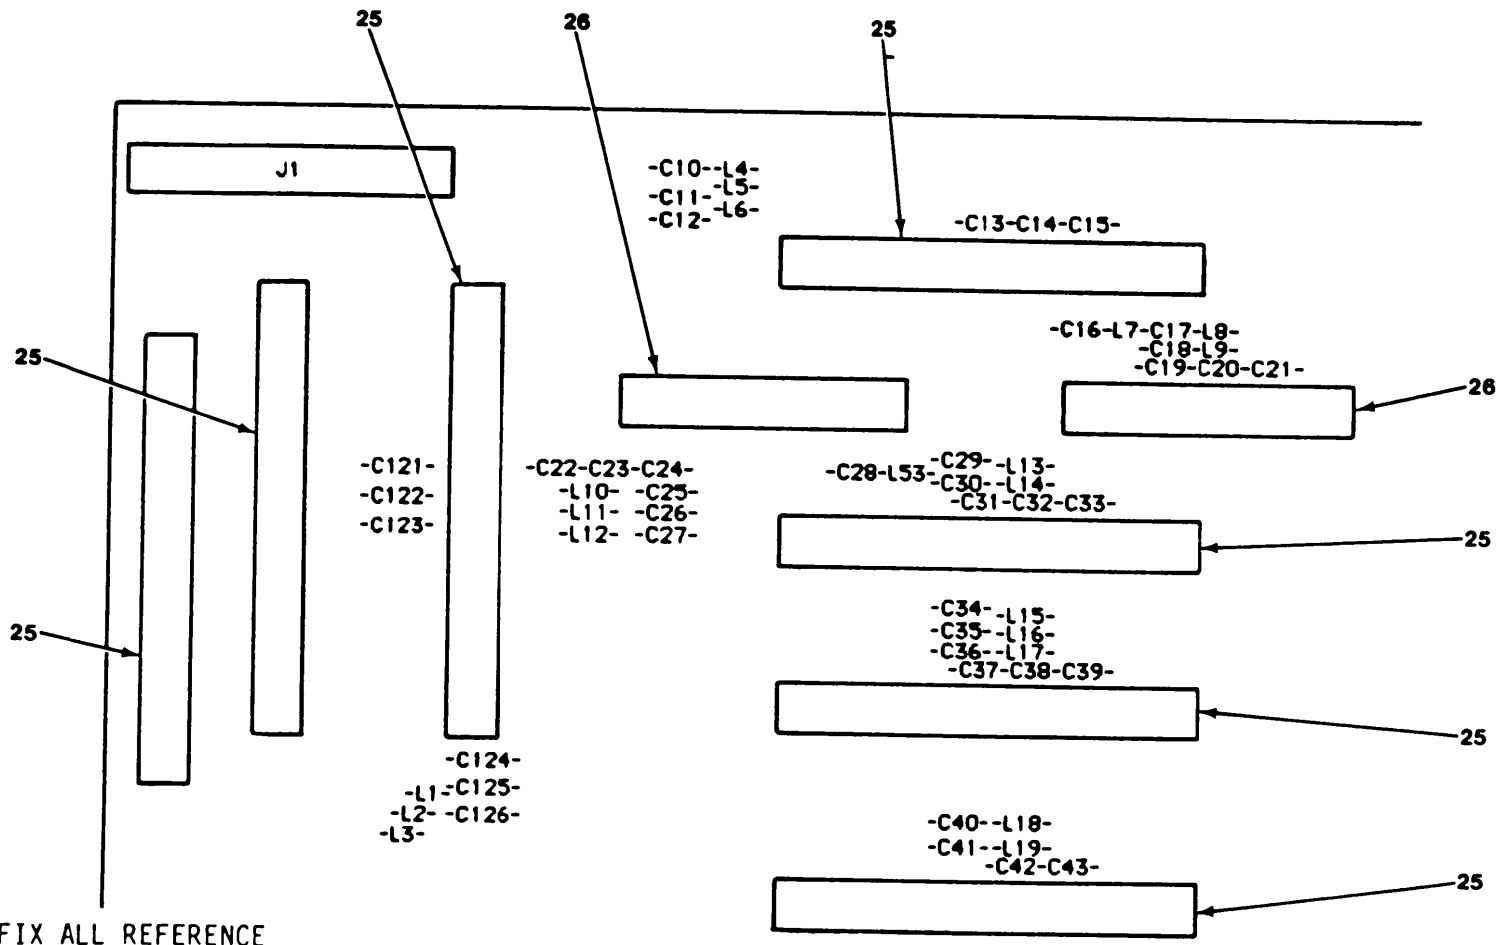 25
26
25
J1
-C10--L4-
-L5-
-C11-
-L6-
-C12-
-C13-C14-C15-
-C16-L7-C17-L8-
-C18-L9-
-C19-C20-C21-
25
26
-C121-
-C122-
-C123-
-C22-C23-C24-
-L10- -C25-
-L11- -C26-
-L12- -C27-
-C28-L53-
-C29- -L13-
-C30--L14-
-C31-C32-C33-
25
25
-C34- -L15-
-C35- -L16-
-C36--L17-
-C37-C38-C39-
25
-C124-
-L1-C125-
-L2- -C126-
-L3-
-C40--L18-
-C41--L19-
-C42-C43-
25
FIX ALL REFERENCE